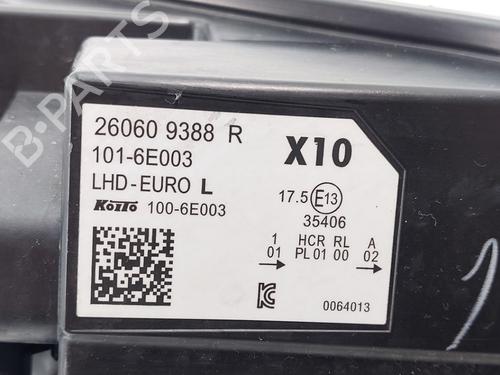 B-PARTS
26060 9388 R
X10
101-6E003
LHD-EURO L
KOITO 100-6E003
17.5 E13
35406
1 HCR RL A
01 PL 01 00 02
0064013